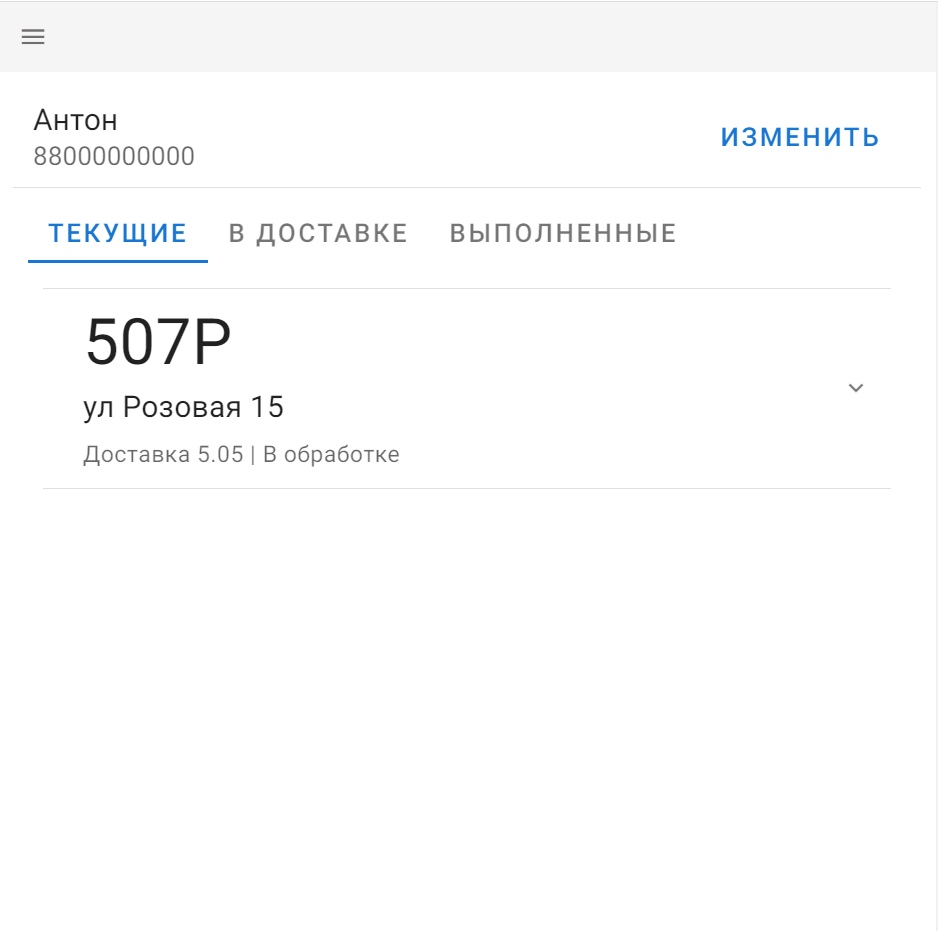 Антон
88000000000
ИЗМЕНИТЬ
ТЕКУЩИЕ В ДОСТАВКЕ ВЫПОЛНЕННЫЕ
507Р
ул Розовая 15
Доставка 5.05 | В обработке